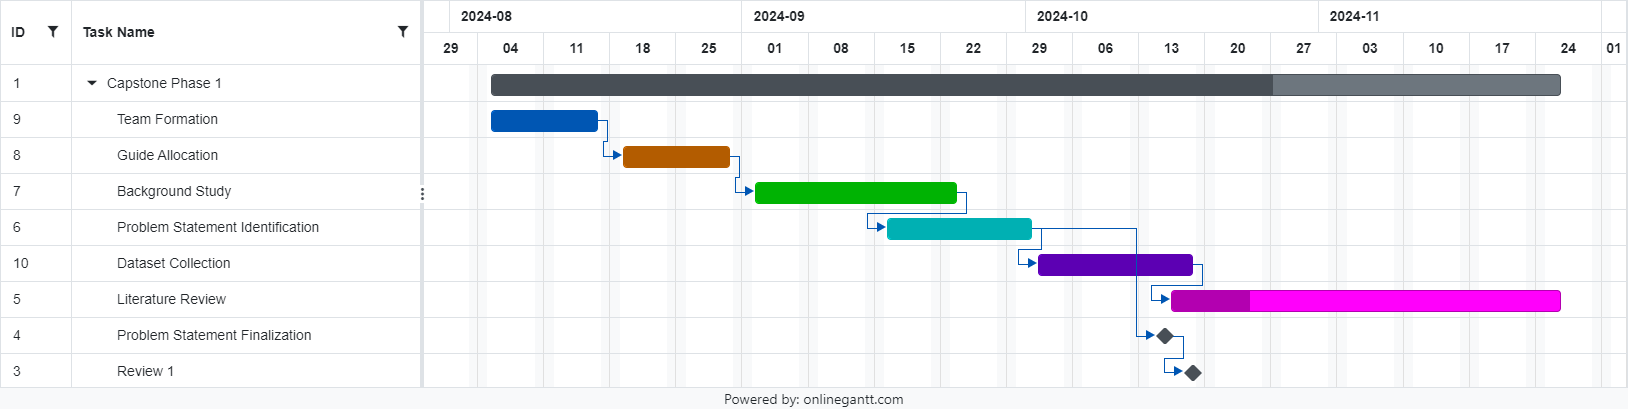 2024-08 2024-09 2024-10 2024-11
ID Task Name
29 04 11 18 25 01 08 15 22 29 06 13 20 27 03 10 17 24 01
1 Capstone Phase 1
9 Team Formation
8 Guide Allocation
7 Background Study
6 Problem Statement Identification
10 Dataset Collection
5 Literature Review
4 Problem Statement Finalization
3 Review 1
Powered by: onlinegantt.com